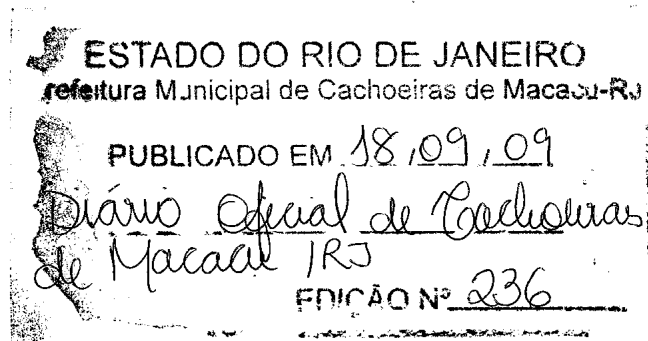 ESTADO DO RIO DE JANEIRO
refeitura Municipal de Cachoeiras de Macacu-RJ
PUBLICADO EM 18,09,09
Diário Oficial de Cachoeiras
de Macacu /RJ
EDIÇÃO Nº 236